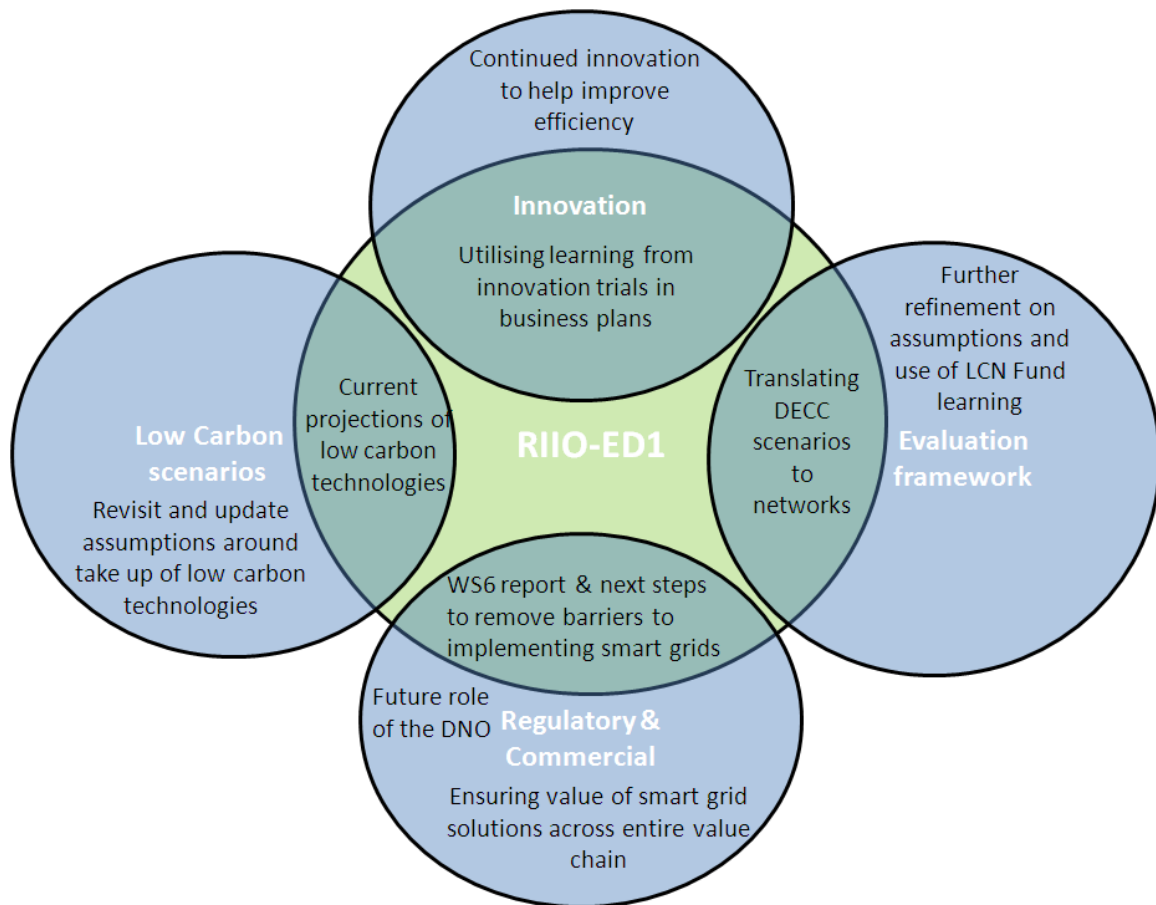 Continued innovation
to help improve
efficiency
Innovation
Utilising learning from
innovation trials in
business plans
Further
refinement on
assumptions and
use of LCN Fund
learning
Evaluation
framework
Translating
DECC
scenarios
to
networks
RIIO-ED1
Current
projections of
low carbon
technologies
Low Carbon
scenarios
Revisit and update
assumptions around
take up of low carbon
technologies
WS6 report & next steps
to remove barriers to
implementing smart grids
Future role
of the DNO
Regulatory &
Commercial
Ensuring value of smart grid
solutions across entire value
chain